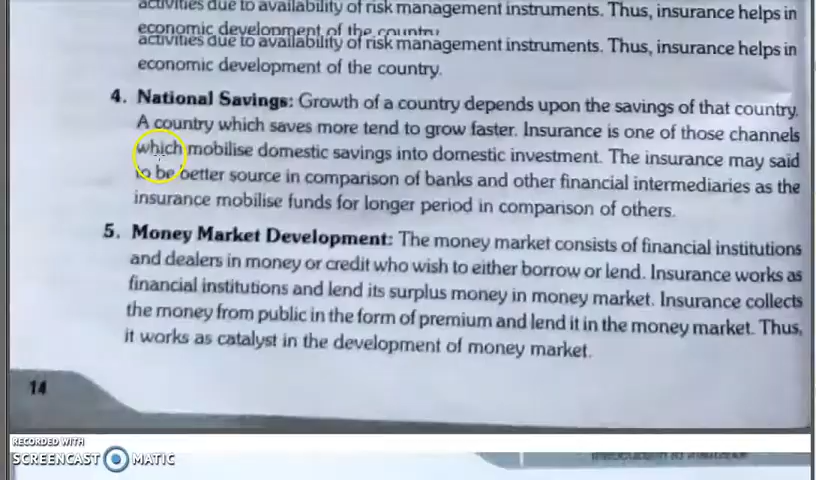 activities due to availability of risk management instruments. Thus, insurance helps in
economic development of the country
activities due to availability of risk management instruments. Thus, insurance helps in
economic development of the country.
4. National Savings: Growth of a country depends upon the savings of that country.
A country which saves more tend to grow faster. Insurance is one of those channels
which mobilise domestic savings into domestic investment. The insurance may said
to be better source in comparison of banks and other financial intermediaries as the
insurance mobilise funds for longer period in comparison of others.
5. Money Market Development: The money market consists of financial institutions
and dealers in money or credit who wish to either borrow or lend. Insurance works as
financial institutions and lend its surplus money in money market. Insurance collects
the money from public in the form of premium and lend it in the money market. Thus,
it works as catalyst in the development of money market.
14
RECORDED WITH
SCREENCAST MATIC